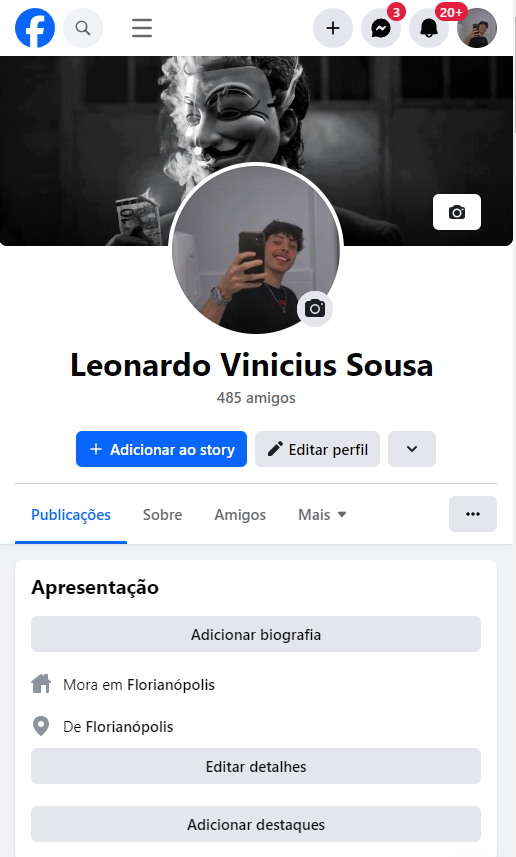 3
20+
Leonardo Vinicius Sousa
485 amigos
Adicionar ao story
Editar perfil
Publicações Sobre Amigos Mais
Apresentação
Adicionar biografia
Mora em Florianópolis
De Florianópolis
Editar detalhes
Adicionar destaques